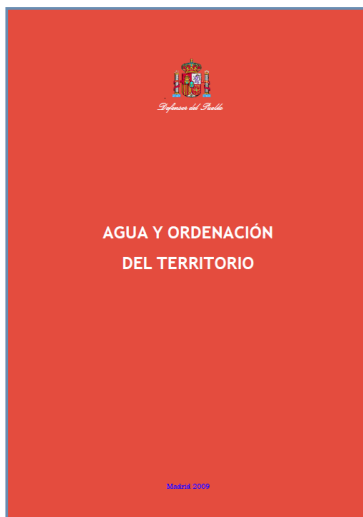 Defensor del Pueblo
AGUA Y ORDENACIÓN
DEL TERRITORIO
Madrid 2009